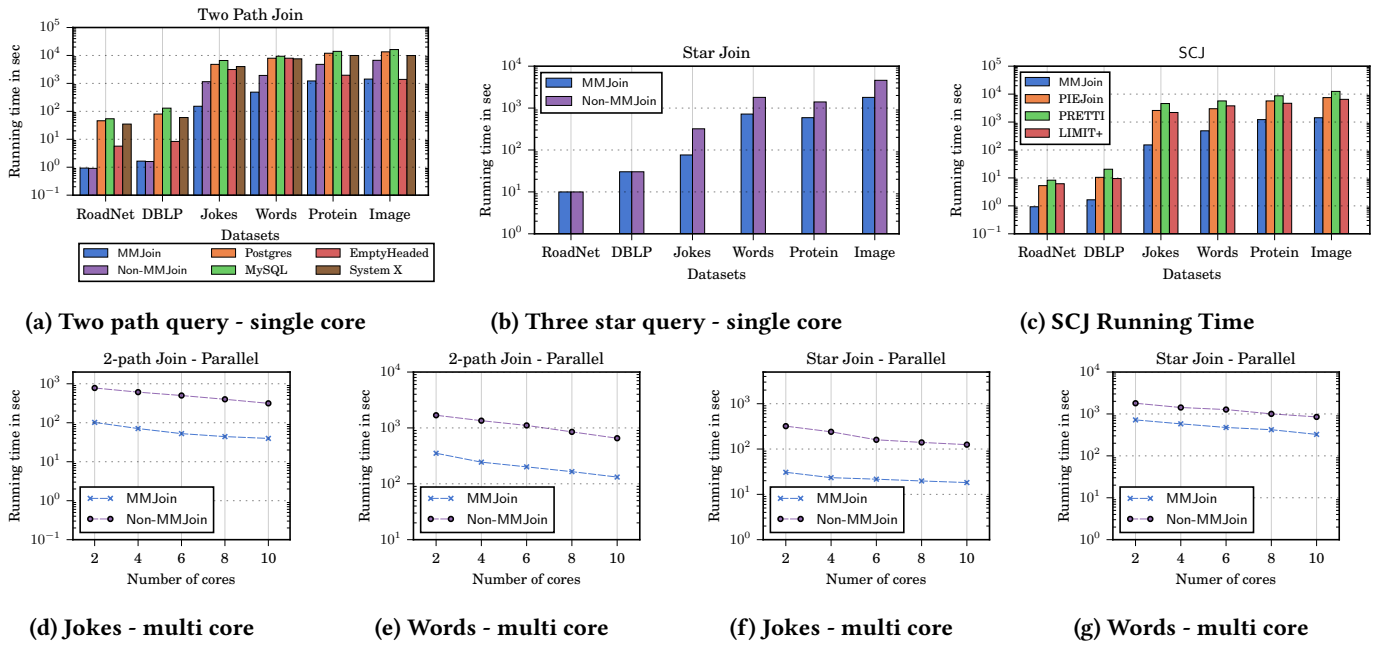 Two Path Join
Running time in sec
10^5
10^4
10^3
10^2
10^1
10^0
10^−1
RoadNet DBLP Jokes Words Protein Image
Datasets
MMJoin Postgres EmptyHeaded
Non-MMJoin MySQL System X
(a) Two path query - single core
Star Join
Running time in sec
10^4
10^3
10^2
10^1
10^0
MMJoin
Non-MMJoin
RoadNet DBLP Jokes Words Protein Image
Datasets
(b) Three star query - single core
SCJ
Running time in sec
10^5
10^4
10^3
10^2
10^1
10^0
10^−1
MMJoin
PIEJoin
PRETTI
LIMIT+
RoadNet DBLP Jokes Words Protein Image
Datasets
(c) SCJ Running Time
2-path Join - Parallel
Running time in sec
10^3
10^2
10^1
10^0
10^−1
MMJoin
Non-MMJoin
2 4 6 8 10
Number of cores
(d) Jokes - multi core
2-path Join - Parallel
Running time in sec
10^4
10^3
10^2
10^1
MMJoin
Non-MMJoin
2 4 6 8 10
Number of cores
(e) Words - multi core
Star Join - Parallel
Running time in sec
10^3
10^2
10^1
10^0
MMJoin
Non-MMJoin
2 4 6 8 10
Numer of cores
(f) Jokes - multi core
Star Join - Parallel
Running time in sec
10^4
10^3
10^2
10^1
10^0
MMJoin
Non-MMJoin
2 4 6 8 10
Numer of cores
(g) Words - multi core